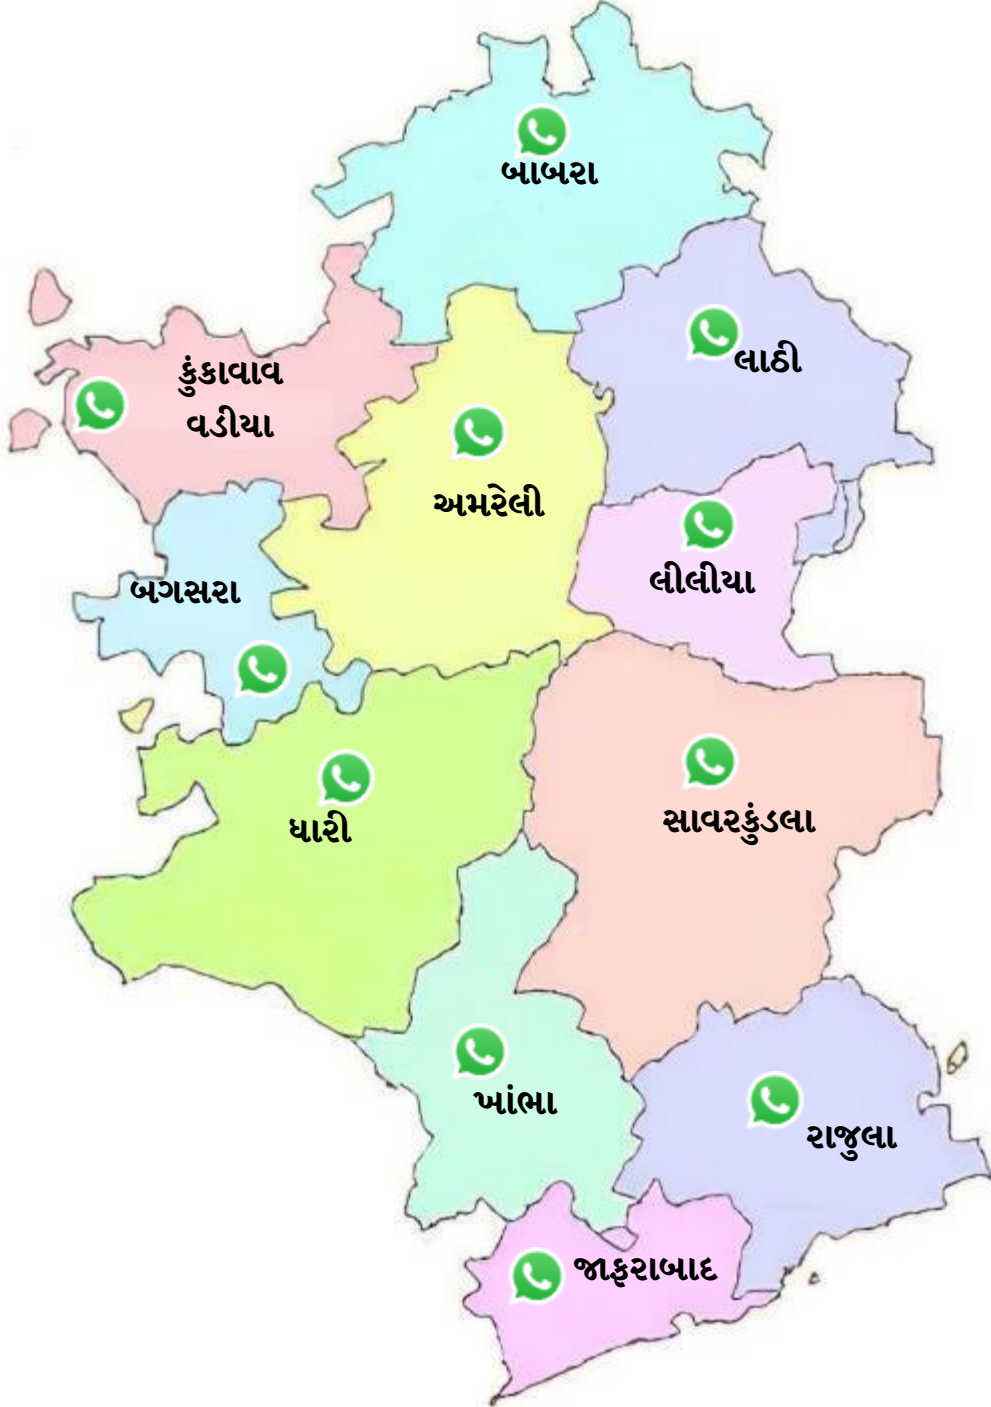 બાબરા
લાઠી
કુંકાવાવ
વડીયા
અમરેલી
લીલીયા
બગસરા
સાવરકુંડલા
ધારી
ખાંભા
રાજુલા
જાફરાબાદ